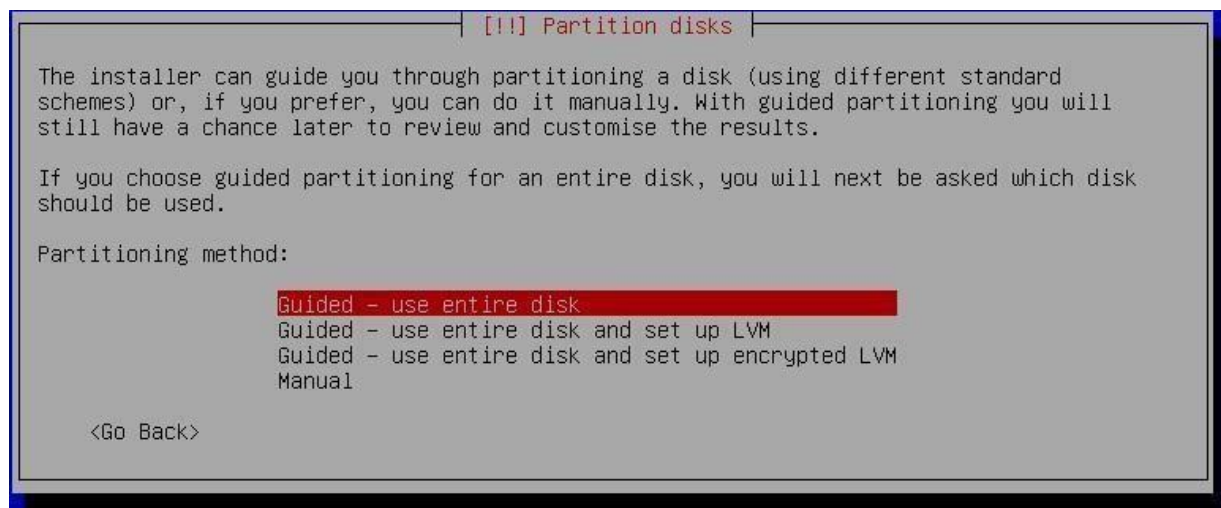 [!!] Partition disks
The installer can guide you through partitioning a disk (using different standard
schemes) or, if you prefer, you can do it manually. With guided partitioning you will
still have a chance later to review and customise the results.
If you choose guided partitioning for an entire disk, you will next be asked which disk
should be used.
Partitioning method:
Guided - use entire disk
Guided - use entire disk and set up LVM
Guided - use entire disk and set up encrypted LVM
Manual
<Go Back>